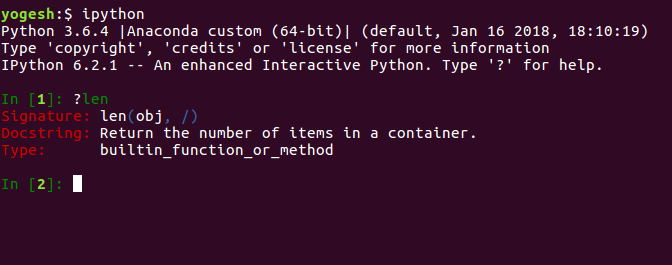 yogesh:$ ipython
Python 3.6.4 |Anaconda custom (64-bit)| (default, Jan 16 2018, 18:10:19)
Type 'copyright', 'credits' or 'license' for more information
IPython 6.2.1 -- An enhanced Interactive Python. Type '?' for help.
In [1]: ?len
Signature: len(obj, /)
Docstring: Return the number of items in a container.
Type:      builtin_function_or_method
In [2]: